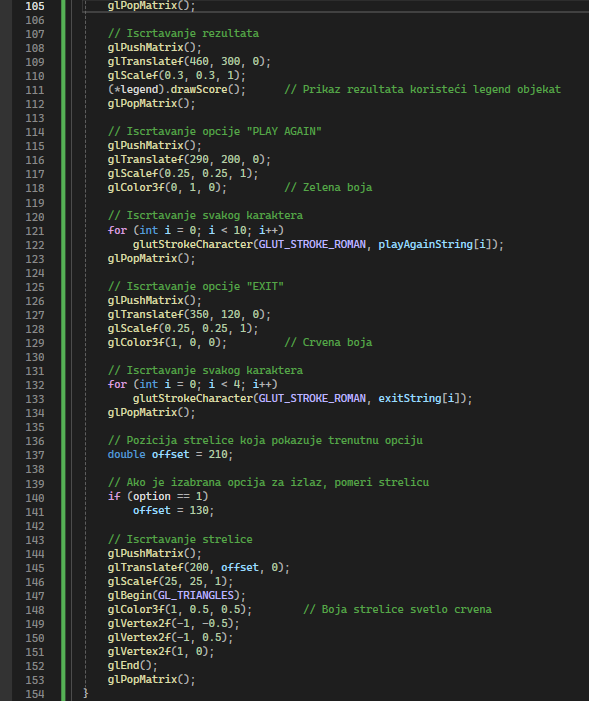 105 glPopMatrix();
106
107 // Iscrtavanje rezultata
108 glPushMatrix();
109 glTranslatef(460, 300, 0);
110 glScalef(0.3, 0.3, 1);
111 (*legend).drawScore(); // Prikaz rezultata koristeći legend objekat
112 glPopMatrix();
113
114 // Iscrtavanje opcije "PLAY AGAIN"
115 glPushMatrix();
116 glTranslatef(290, 200, 0);
117 glScalef(0.25, 0.25, 1);
118 glColor3f(0, 1, 0); // Zelena boja
119
120 // Iscrtavanje svakog karaktera
121 for (int i = 0; i < 10; i++)
122 glutStrokeCharacter(GLUT_STROKE_ROMAN, playAgainString[i]);
123 glPopMatrix();
124
125 // Iscrtavanje opcije "EXIT"
126 glPushMatrix();
127 glTranslatef(350, 120, 0);
128 glScalef(0.25, 0.25, 1);
129 glColor3f(1, 0, 0); // Crvena boja
130
131 // Iscrtavanje svakog karaktera
132 for (int i = 0; i < 4; i++)
133 glutStrokeCharacter(GLUT_STROKE_ROMAN, exitString[i]);
134 glPopMatrix();
135
136 // Pozicija strelice koja pokazuje trenutnu opciju
137 double offset = 210;
138
139 // Ako je izabrana opcija za izlaz, pomeri strelicu
140 if (option == 1)
141 offset = 130;
142
143 // Iscrtavanje strelice
144 glPushMatrix();
145 glTranslatef(200, offset, 0);
146 glScalef(25, 25, 1);
147 glBegin(GL_TRIANGLES);
148 glColor3f(1, 0.5, 0.5); // Boja strelice svetlo crvena
149 glVertex2f(-1, -0.5);
150 glVertex2f(-1, 0.5);
151 glVertex2f(1, 0);
152 glEnd();
153 glPopMatrix();
154 }